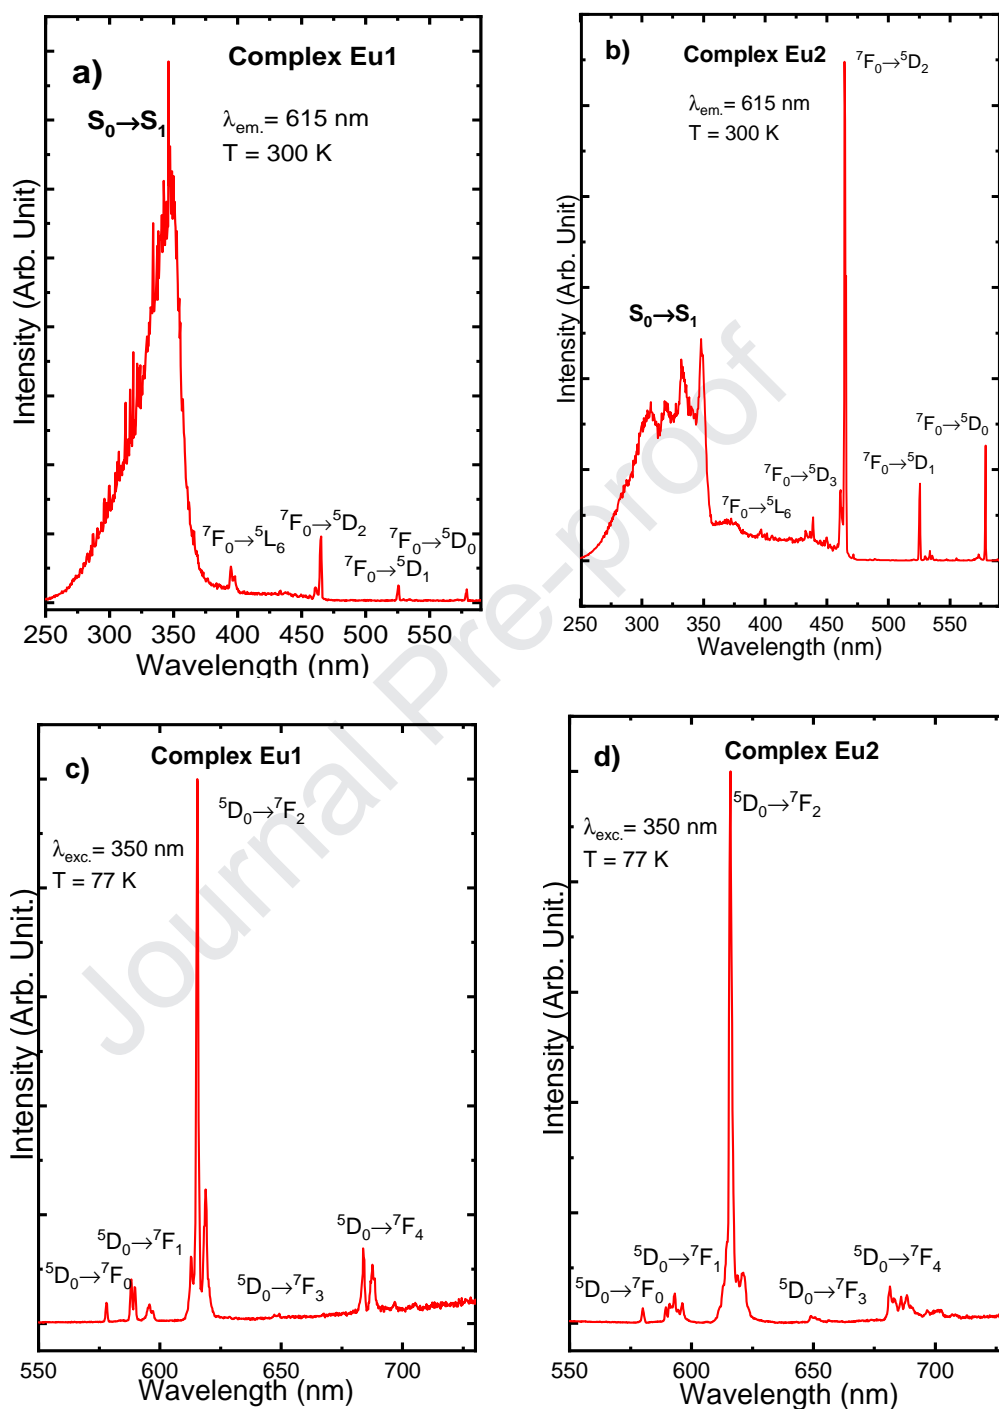 a)
Complex Eu1
λem.= 615 nm
T = 300 K
S0→S1
7F0→5L6
7F0→5D2
7F0→5D1
7F0→5D0
Intensity (Arb. Unit)
250 300 350 400 450 500 550
Wavelength (nm)
b)
Complex Eu2
λem.= 615 nm
T = 300 K
7F0→5D2
S0→S1
7F0→5L6
7F0→5D3
7F0→5D1
7F0→5D0
Intensity (Arb. Unit)
250 300 350 400 450 500 550
Wavelength (nm)
Journal Pre-proof
c)
Complex Eu1
5D0→7F2
λexc.= 350 nm
T = 77 K
5D0→7F1
5D0→7F0
5D0→7F3
5D0→7F4
Intensity (Arb. Unit.)
550 600 650 700
Wavelength (nm)
d)
Complex Eu2
5D0→7F2
λexc.= 350 nm
T = 77 K
5D0→7F1
5D0→7F0
5D0→7F3
5D0→7F4
Intensity (Arb. Unit.)
550 600 650 700
Wavelength (nm)